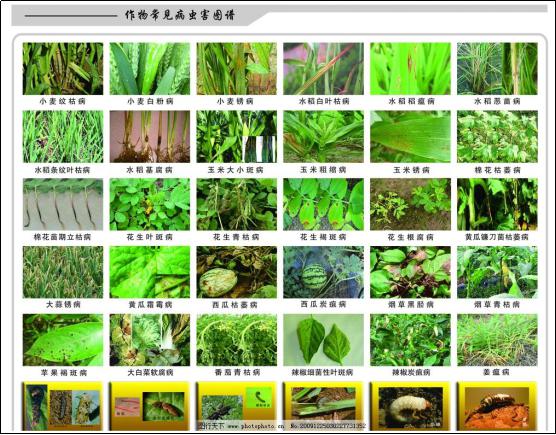 作物常见病虫害图谱
小麦纹枯病 小麦白粉病 小麦锈病 水稻白叶枯病 水稻稻瘟病 水稻恶苗病
水稻条纹叶枯病 水稻基腐病 玉米大小斑病 玉米粗缩病 玉米锈病 棉花枯萎病
棉花苗期立枯病 花生叶斑病 花生青枯病 花生褐斑病 花生根腐病 黄瓜镰刀菌枯萎病
大蒜锈病 黄瓜霜霉病 西瓜枯萎病 西瓜炭疽病 烟草黑胫病 烟草青枯病
苹果褐斑病 大白菜软腐病 番茄青枯病 辣椒细菌性叶斑病 辣椒炭疽病 姜瘟病
图行天下 www.photophoto.cn No.20091225030227731352